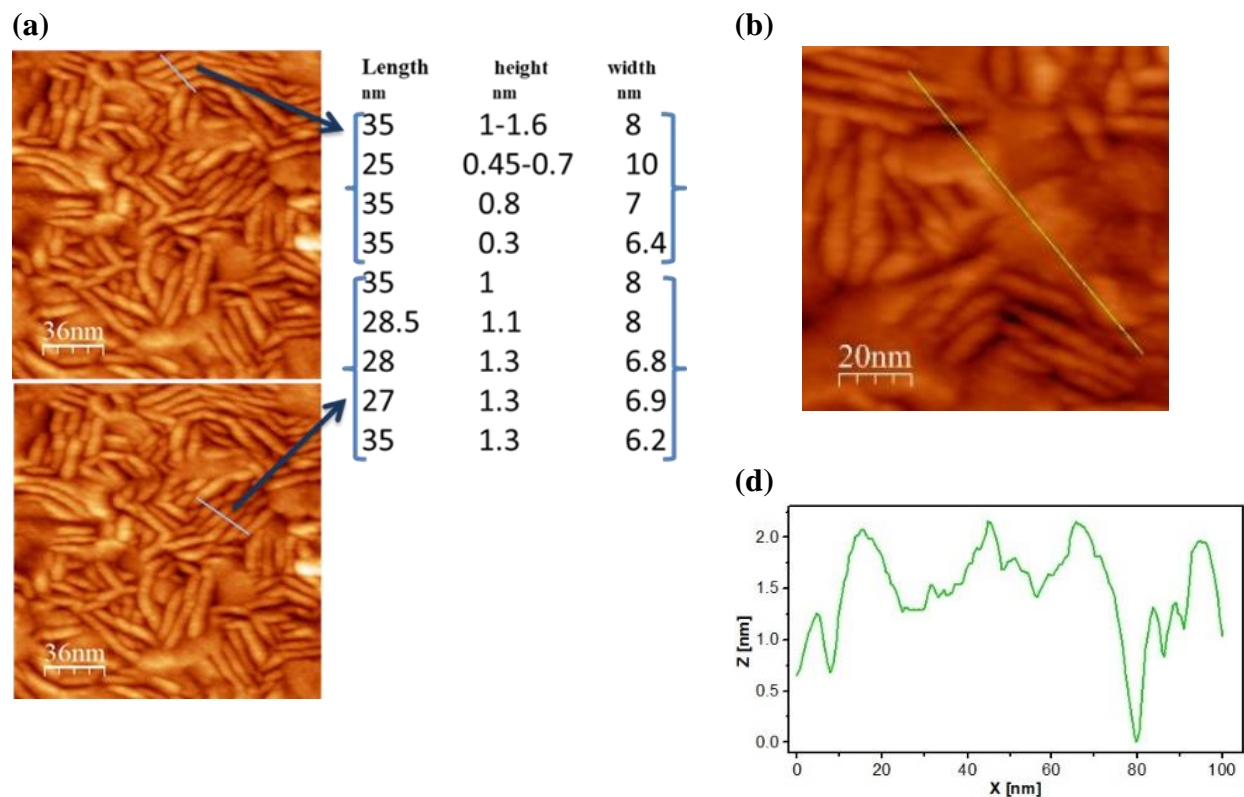 (a)
(b)
Length height width
nm nm nm
35 1-1.6 8
25 0.45-0.7 10
35 0.8 7
35 0.3 6.4
35 1 8
28.5 1.1 8
28 1.3 6.8
27 1.3 6.9
35 1.3 6.2
36nm
36nm
20nm
(d)
Z [nm]
2.0
1.5
1.0
0.5
0.0
0 20 40 60 80 100
X [nm]